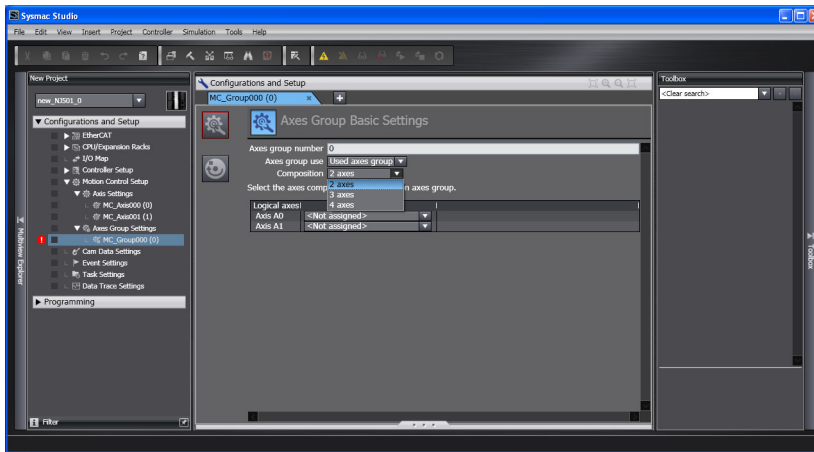 Sysmac Studio
File Edit View Insert Project Controller Simulation Tools Help
New Project
new_NJ501_0
Configurations and Setup
EtherCAT
CPU/Expansion Racks
I/O Map
Controller Setup
Motion Control Setup
Axis Settings
MC_Axis000 (0)
MC_Axis001 (1)
Axes Group Settings
MC_Group000 (0)
Cam Data Settings
Event Settings
Task Settings
Data Trace Settings
Programming
Filter
Multiview Explorer
Configurations and Setup
MC_Group000 (0)
Axes Group Basic Settings
Axes group number 0
Axes group use Used axes group
Composition 2 axes
2 axes
3 axes
4 axes
Select the axes comp n axes group.
Logical axes
Axis A0 <Not assigned>
Axis A1 <Not assigned>
Toolbox
<Clear search>
Toolbox